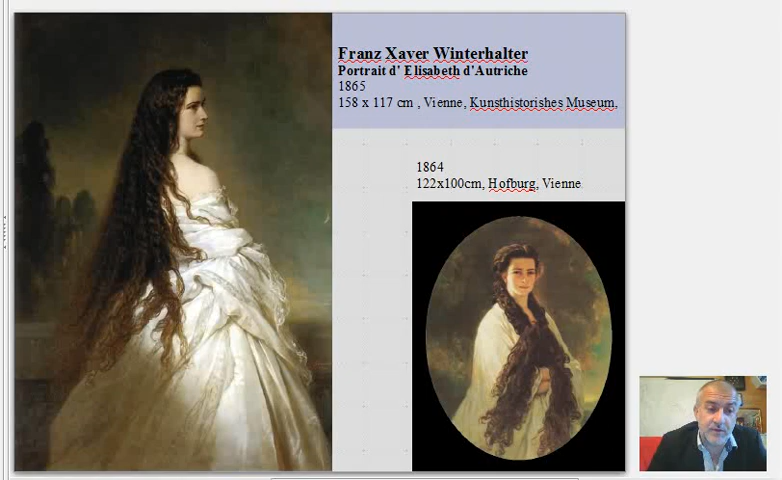 Franz Xaver Winterhalter
Portrait d' Elisabeth d'Autriche
1865
158 x 117 cm , Vienne, Kunsthistorishes Museum,
1864
122x100cm, Hofburg, Vienne